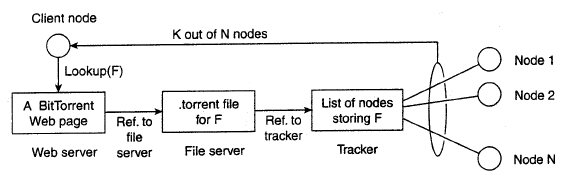 Client node
K out of N nodes
Node 1
Lookup(F)
Node 2
A BitTorrent
Web page
Ref. to
file
server
.torrent file
for F
Ref. to
tracker
List of nodes
storing F
Web server
File server
Tracker
Node N